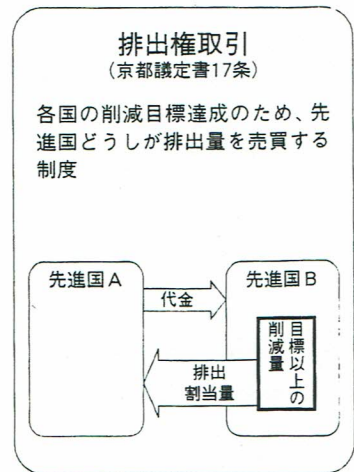 排出権取引
(京都議定書17条)
各国の削減目標達成のため、先
進国どうしが排出量を売買する
制度
先進国A
先進国B
代金
目標以上の
削減量
排出
割当量